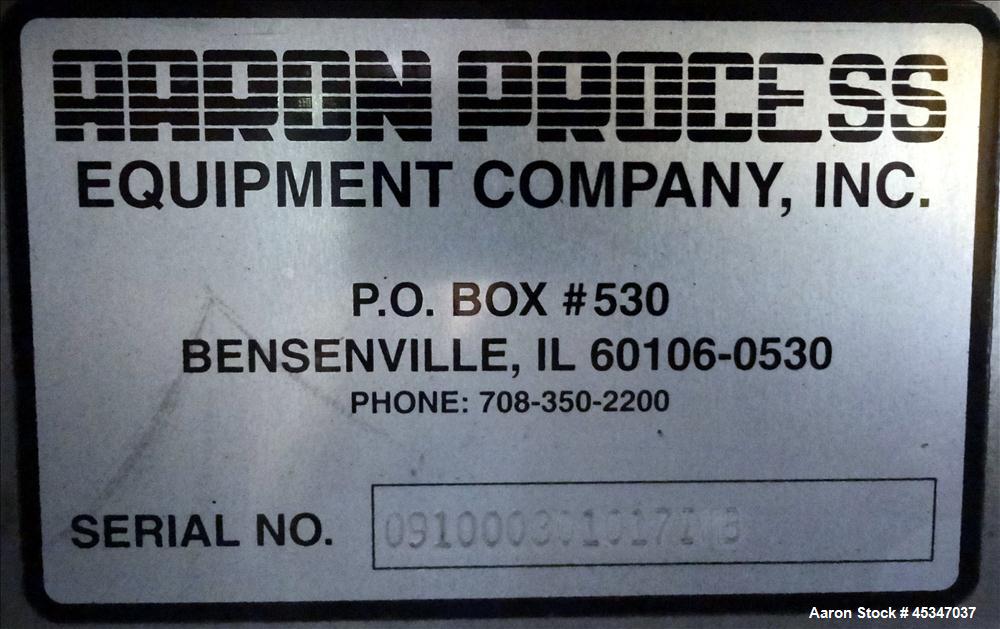 AARON PROCESS
EQUIPMENT COMPANY, INC.
P.O. BOX #530
BENSENVILLE, IL 60106-0530
PHONE: 708-350-2200
SERIAL NO.
Aaron Stock # 45347037